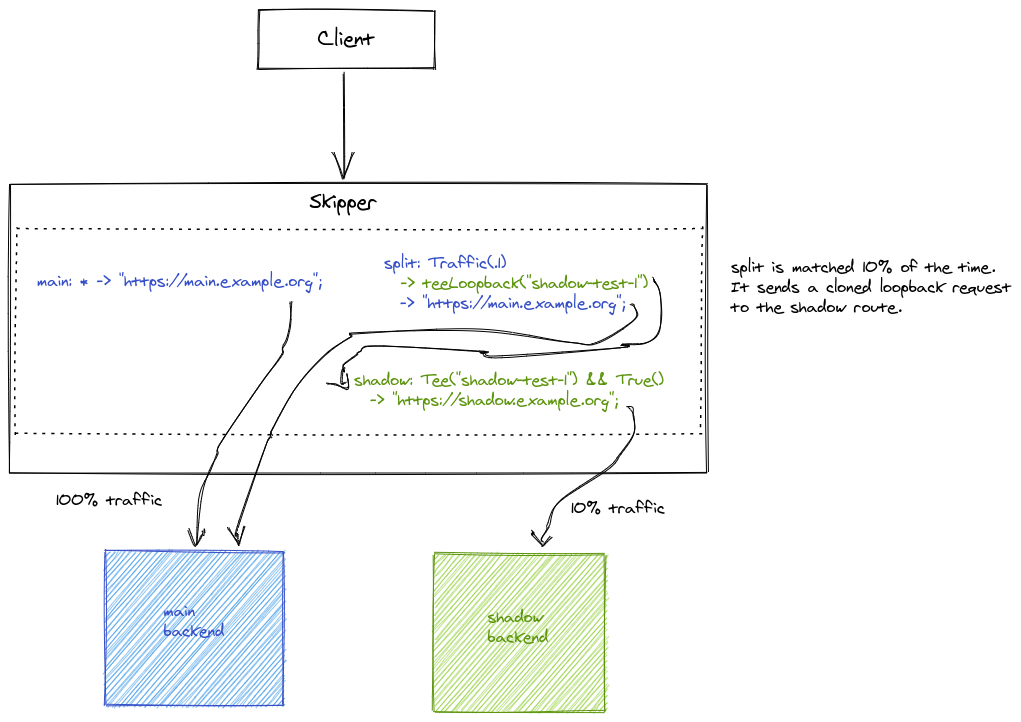 Client
Skipper
main: * -> "https://main.example.org";
split: Traffic(.1)
-> teeLoopback("shadow-test-1")
-> "https://main.example.org";
split is matched 10% of the time.
It sends a cloned loopback request
to the shadow route.
shadow: Tee("shadow-test-1") && True()
-> "https://shadow.example.org";
100% traffic
10% traffic
main
backend
shadow
backend